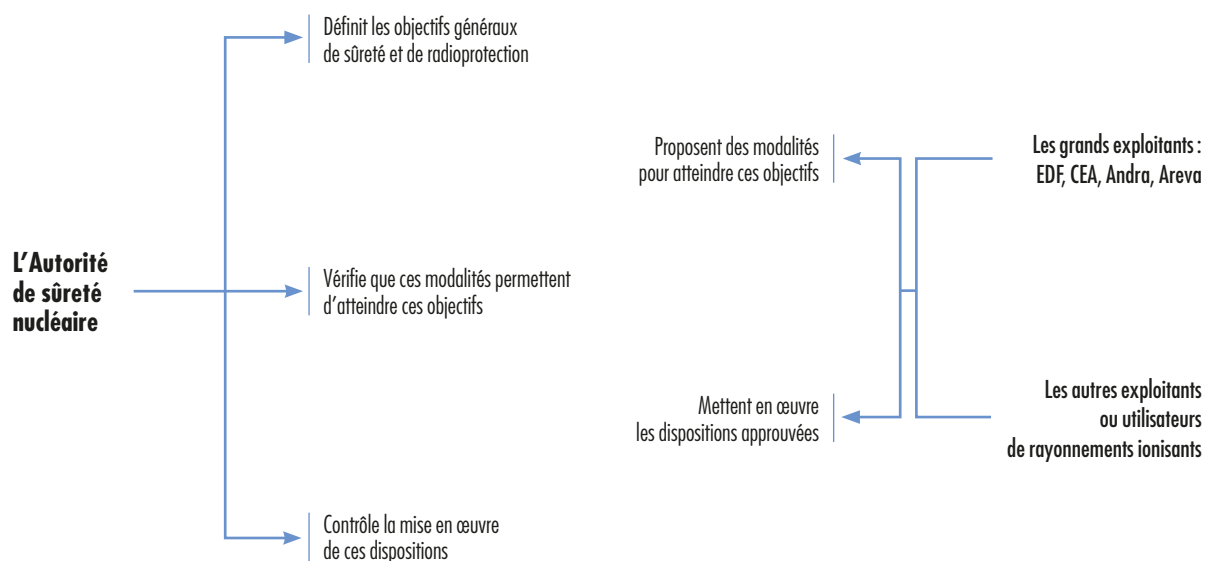 Définit les objectifs généraux
de sûreté et de radioprotection
Proposent des modalités
pour atteindre ces objectifs
Les grands exploitants :
EDF, CEA, Andra, Areva
L'Autorité
de sûreté
nucléaire
Vérifie que ces modalités permettent
d'atteindre ces objectifs
Mettent en œuvre
les dispositions approuvées
Les autres exploitants
ou utilisateurs
de rayonnements ionisants
Contrôle la mise en œuvre
de ces dispositions